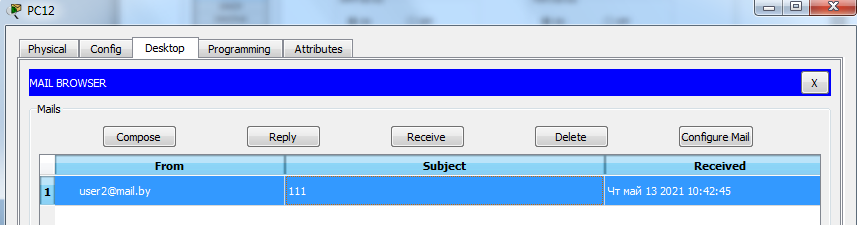 PC12
Physical Config Desktop Programming Attributes
MAIL BROWSER X
Mails
Compose Reply Receive Delete Configure Mail
From Subject Received
1 user2@mail.by 111 Чт май 13 2021 10:42:45